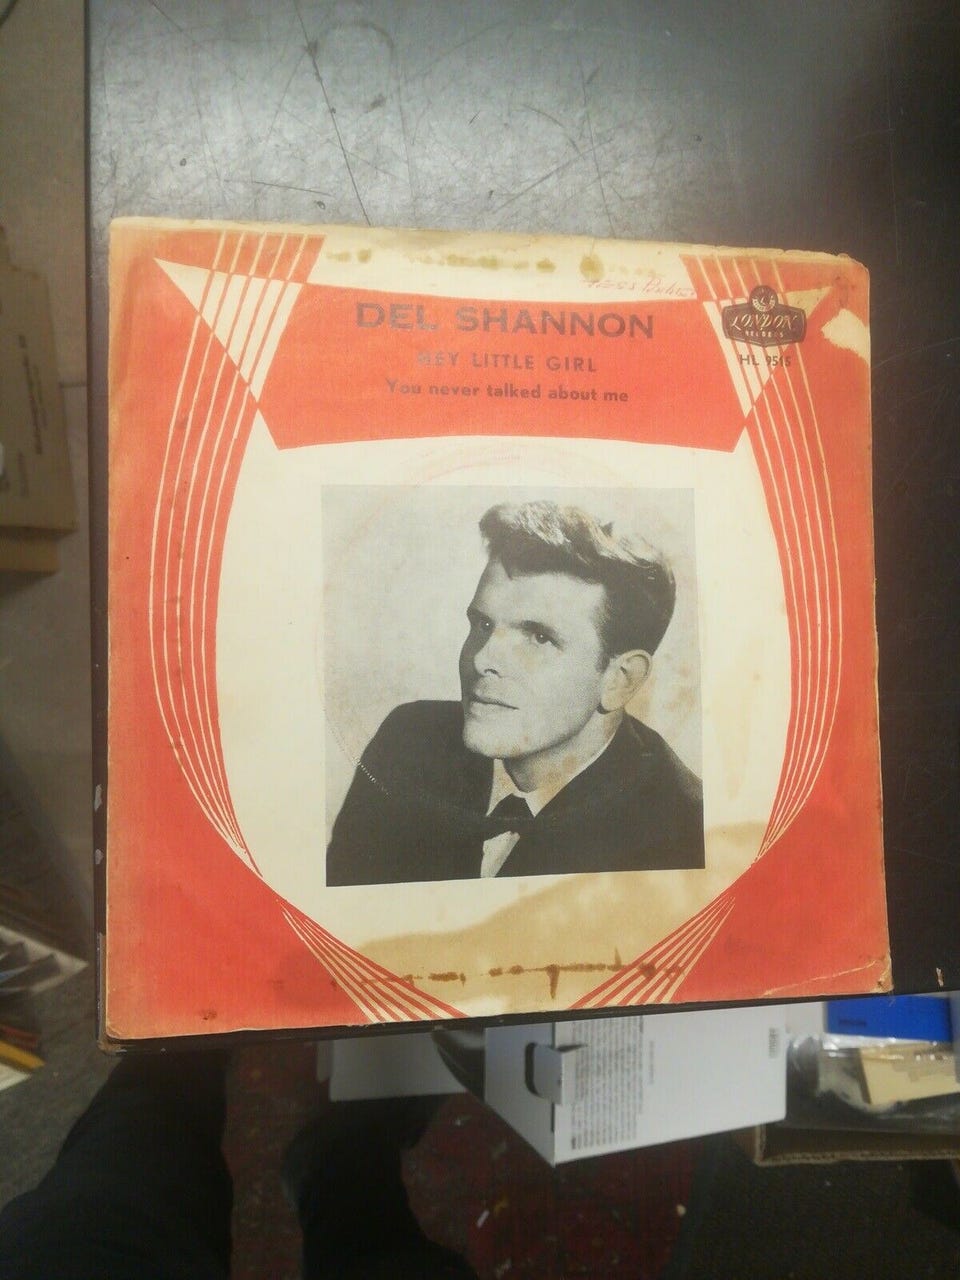 DEL SHANNON
HEY LITTLE GIRL
You never talked about me
LONDON
RECORDS
HL 9515